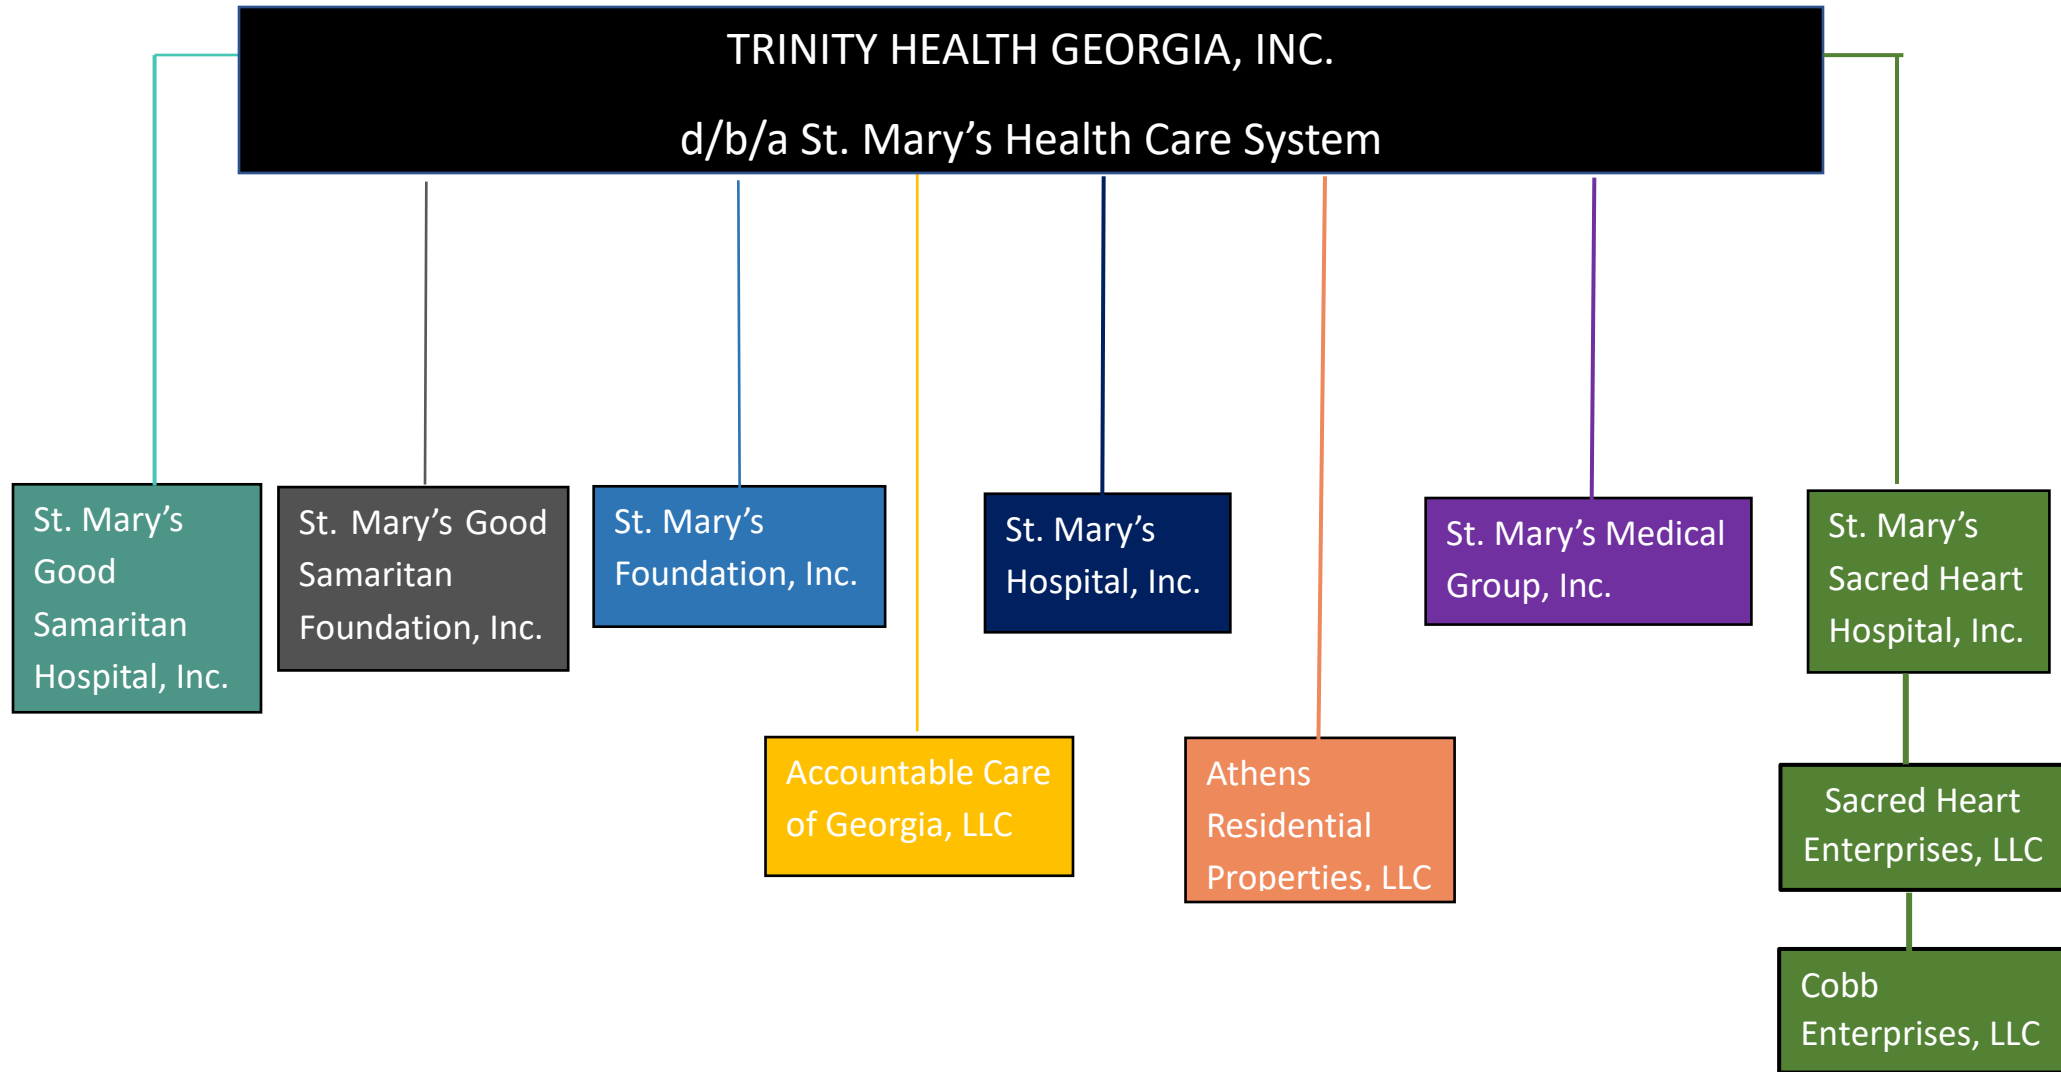 TRINITY HEALTH GEORGIA, INC.
d/b/a St. Mary’s Health Care System
St. Mary’s
Good
Samaritan
Hospital, Inc.
St. Mary’s Good
Samaritan
Foundation, Inc.
St. Mary’s
Foundation, Inc.
St. Mary’s
Hospital, Inc.
St. Mary’s Medical
Group, Inc.
St. Mary’s
Sacred Heart
Hospital, Inc.
Accountable Care
of Georgia, LLC
Athens
Residential
Properties, LLC
Sacred Heart
Enterprises, LLC
Cobb
Enterprises, LLC